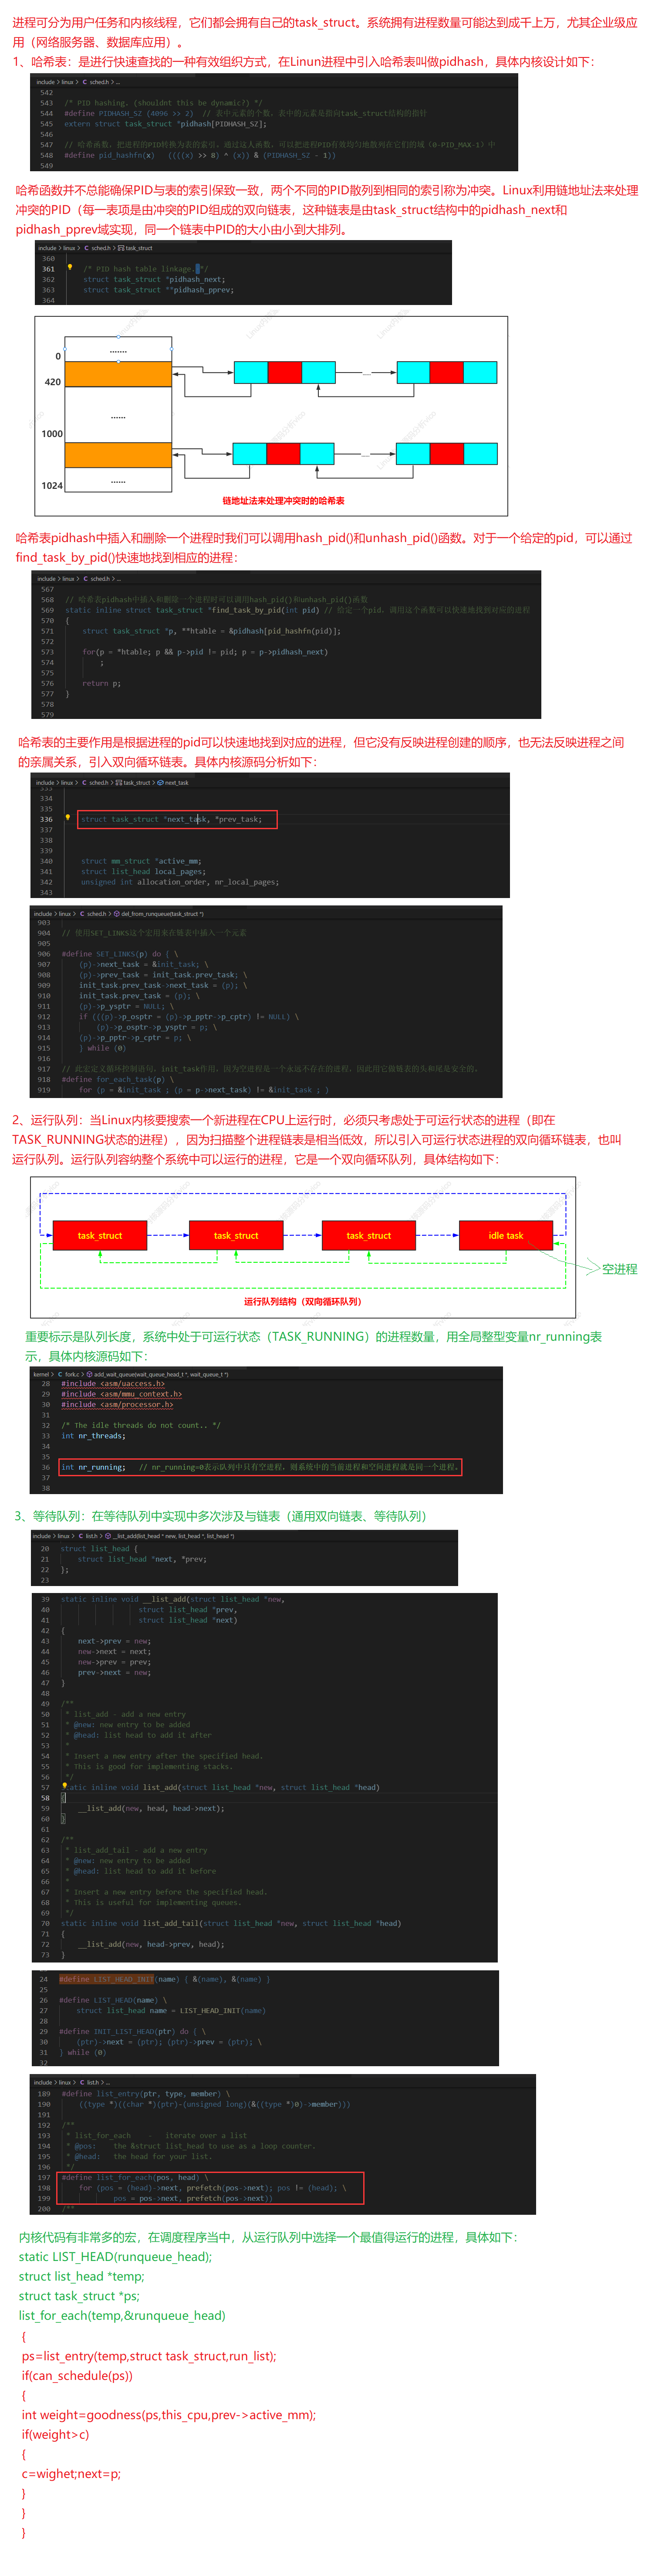 进程可分为用户任务和内核线程，它们都会拥有自己的task_struct。系统拥有进程数量可能达到成千上万，尤其企业级应
用（网络服务器、数据库应用）。
1、哈希表：是进行快速查找的一种有效组织方式，在Linun进程中引入哈希表叫做pidhash，具体内核设计如下：
include > linux > C sched.h > ...
542
543 /* PID hashing. (shouldnt this be dynamic?) */
544 #define PIDHASH_SZ (4096 >> 2) // 表中元素的个数，表中的元素是指向task_struct结构的指针
545 extern struct task_struct *pidhash[PIDHASH_SZ];
546
547 // 哈希函数，把进程的PID转换为表的索引，通过这人函数，可以把进程PID有效均匀地散列在它们的域（0-PID_MAX-1）中
548 #define pid_hashfn(x) ((((x) >> 8) ^ (x)) & (PIDHASH_SZ - 1))
549
哈希函数并不总能确保PID与表的索引保致一致，两个不同的PID散列到相同的索引称为冲突。Linux利用链地址法来处理
冲突的PID（每一表项是由冲突的PID组成的双向链表，这种链表是由task_struct结构中的pidhash_next和
pidhash_pprev域实现，同一个链表中PID的大小由小到大排列。
include > linux > C sched.h > task_struct
360
361 /* PID hash table linkage. */
362 struct task_struct *pidhash_next;
363 struct task_struct **pidhash_pprev;
364
.......
0
420
......
1000
......
1024
链地址法来处理冲突时的哈希表
哈希表pidhash中插入和删除一个进程时我们可以调用hash_pid()和unhash_pid()函数。对于一个给定的pid，可以通过
find_task_by_pid()快速地找到相应的进程：
include > linux > C sched.h > ...
567
568 // 哈希表pidhash中插入和删除一个进程时可以调用hash_pid()和unhash_pid()函数
569 static inline struct task_struct *find_task_by_pid(int pid) // 给定一个pid，调用这个函数可以快速地找到对应的进程
570 {
571 struct task_struct *p, **htable = &pidhash[pid_hashfn(pid)];
572
573 for(p = *htable; p && p->pid != pid; p = p->pidhash_next)
574 ;
575
576 return p;
577 }
578
579
哈希表的主要作用是根据进程的pid可以快速地找到对应的进程，但它没有反映进程创建的顺序，也无法反映进程之间
的亲属关系，引入双向循环链表。具体内核源码分析如下：
include > linux > C sched.h > task_struct > next_task
333
334
335
336 struct task_struct *next_task, *prev_task;
337
338
339
340 struct mm_struct *active_mm;
341 struct list_head local_pages;
342 unsigned int allocation_order, nr_local_pages;
343
include > linux > C sched.h > del_from_runqueue(task_struct *)
903
904 // 使用SET_LINKS这个宏用来在链表中插入一个元素
905
906 #define SET_LINKS(p) do { \
907 (p)->next_task = &init_task; \
908 (p)->prev_task = init_task.prev_task; \
909 init_task.prev_task->next_task = (p); \
910 init_task.prev_task = (p); \
911 (p)->p_ysptr = NULL; \
912 if (((p)->p_osptr = (p)->p_pptr->p_cptr) != NULL) \
913 (p)->p_osptr->p_ysptr = p; \
914 (p)->p_pptr->p_cptr = p; \
915 } while (0)
916
917 // 此宏定义循环控制语句，init_task作用，因为空进程是一个永远不存在的进程，因此用它做链表的头和尾是安全的。
918 #define for_each_task(p) \
919 for (p = &init_task ; (p = p->next_task) != &init_task ; )
2、运行队列：当Linux内核要搜索一个新进程在CPU上运行时，必须只考虑处于可运行状态的进程（即在
TASK_RUNNING状态的进程），因为扫描整个进程链表是相当低效，所以引入可运行状态进程的双向循环链表，也叫
运行队列。运行队列容纳整个系统中可以运行的进程，它是一个双向循环队列，具体结构如下：
task_struct task_struct task_struct idle task
空进程
运行队列结构（双向循环队列）
重要标示是队列长度，系统中处于可运行状态（TASK_RUNNING）的进程数量，用全局整型变量nr_running表
示，具体内核源码如下：
kernel > C fork.c > add_wait_queue(wait_queue_head_t *, wait_queue_t *)
28 #include <asm/uaccess.h>
29 #include <asm/mmu_context.h>
30 #include <asm/processor.h>
31
32 /* The idle threads do not count.. */
33 int nr_threads;
34
35
36 int nr_running; // nr_running=0表示队列中只有空进程，则系统中的当前进程和空闲进程就是同一个进程。
37
38
3、等待队列：在等待队列中实现中多次涉及与链表（通用双向链表、等待队列）
include > linux > C list.h > __list_add(list_head * new, list_head *, list_head *)
20 struct list_head {
21 struct list_head *next, *prev;
22 };
23
39 static inline void __list_add(struct list_head *new,
40 struct list_head *prev,
41 struct list_head *next)
42 {
43 next->prev = new;
44 new->next = next;
45 new->prev = prev;
46 prev->next = new;
47 }
48
49 /**
50 * list_add - add a new entry
51 * @new: new entry to be added
52 * @head: list head to add it after
53 *
54 * Insert a new entry after the specified head.
55 * This is good for implementing stacks.
56 */
57 static inline void list_add(struct list_head *new, struct list_head *head)
58 {
59 __list_add(new, head, head->next);
60 }
61
62 /**
63 * list_add_tail - add a new entry
64 * @new: new entry to be added
65 * @head: list head to add it before
66 *
67 * Insert a new entry before the specified head.
68 * This is useful for implementing queues.
69 */
70 static inline void list_add_tail(struct list_head *new, struct list_head *head)
71 {
72 __list_add(new, head->prev, head);
73 }
24 #define LIST_HEAD_INIT(name) { &(name), &(name) }
25
26 #define LIST_HEAD(name) \
27 struct list_head name = LIST_HEAD_INIT(name)
28
29 #define INIT_LIST_HEAD(ptr) do { \
30 (ptr)->next = (ptr); (ptr)->prev = (ptr); \
31 } while (0)
32
include > linux > C list.h > ...
189 #define list_entry(ptr, type, member) \
190 ((type *)((char *)(ptr)-(unsigned long)(&((type *)0)->member)))
191
192 /**
193 * list_for_each - iterate over a list
194 * @pos: the &struct list_head to use as a loop counter.
195 * @head: the head for your list.
196 */
197 #define list_for_each(pos, head) \
198 for (pos = (head)->next, prefetch(pos->next); pos != (head); \
199 pos = pos->next, prefetch(pos->next))
200 /**
内核代码有非常多的宏，在调度程序当中，从运行队列中选择一个最值得运行的进程，具体如下：
static LIST_HEAD(runqueue_head);
struct list_head *temp;
struct task_struct *ps;
list_for_each(temp,&runqueue_head)
{
ps=list_entry(temp,struct task_struct,run_list);
if(can_schedule(ps))
{
int weight=goodness(ps,this_cpu,prev->active_mm);
if(weight>c)
{
c=wighet;next=p;
}
}
}